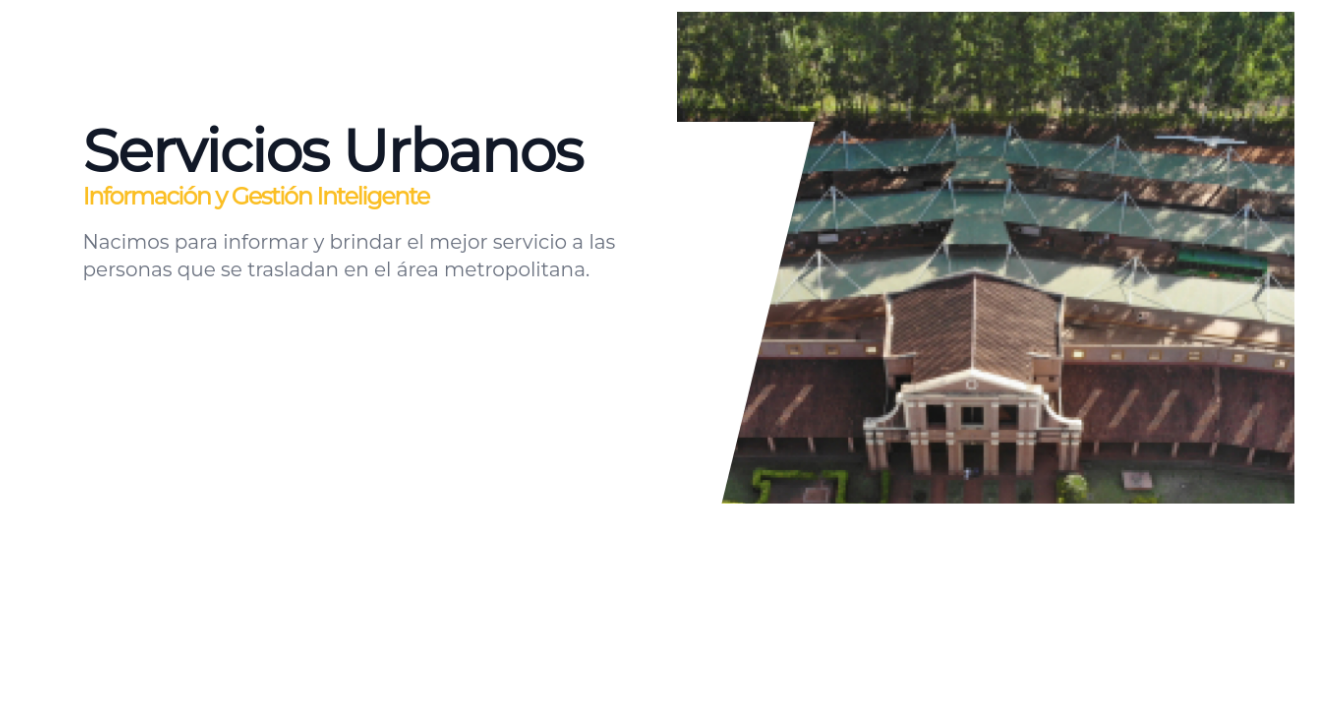 Servicios Urbanos
Información y Gestión Inteligente
Nacimos para informar y brindar el mejor servicio a las
personas que se trasladan en el área metropolitana.